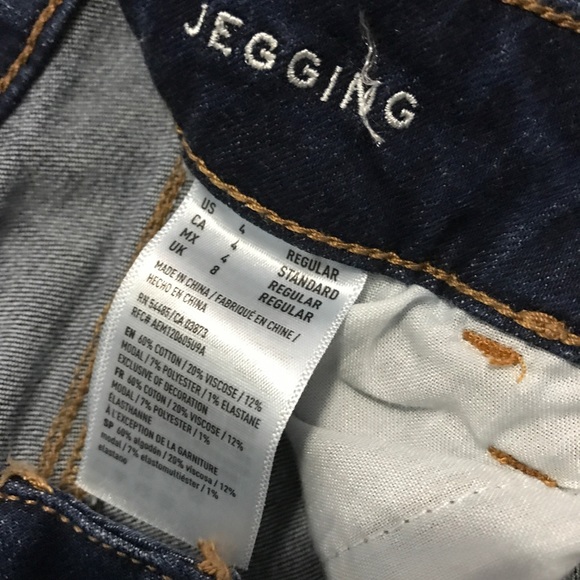 JEGGING
US 4 REGULAR
CA 4 STANDARD
MX 4 REGULAR
UK 8 REGULAR
MADE IN CHINA / FABRIQUÉ EN CHINE /
HECHO EN CHINA
RN 54485/CA 03873
RFC# AEM120605U9A
EN 60% COTTON / 20% VISCOSE / 12%
MODAL / 7% POLYESTER / 1% ELASTANE
EXCLUSIVE OF DECORATION
FR 60% COTON / 20% VISCOSE / 12%
MODAL / 7% POLYESTER / 1%
ÉLASTHANNE
À L'EXCEPTION DE LA GARNITURE
SP 60% algodón / 20% viscosa / 12%
modal / 7% elastomultiéster / 1%
elastano